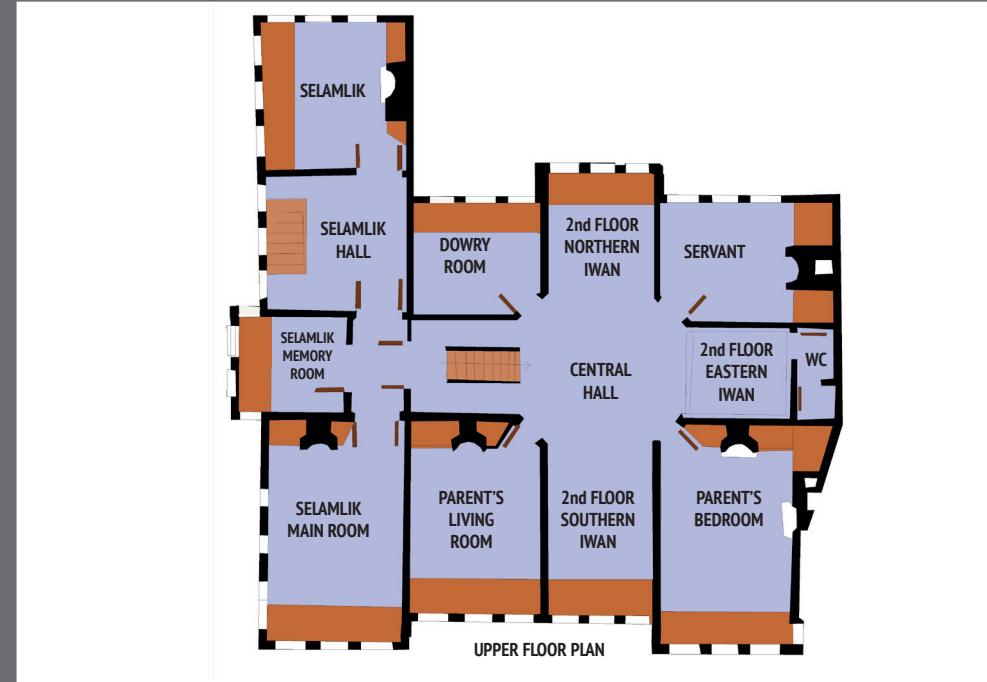 SELAMLIK
SELAMLIK
HALL
DOWRY
ROOM
2nd FLOOR
NORTHERN
IWAN
SERVANT
SELAMLIK
MEMORY
ROOM
CENTRAL
HALL
2nd FLOOR
EASTERN
IWAN
WC
SELAMLIK
MAIN ROOM
PARENT'S
LIVING
ROOM
2nd FLOOR
SOUTHERN
IWAN
PARENT'S
BEDROOM
UPPER FLOOR PLAN